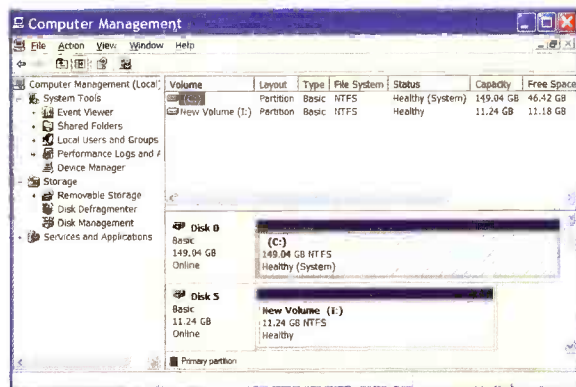 Computer Management
File Action View Window Help
Computer Management (Local)
System Tools
Event Viewer
Shared Folders
Local Users and Groups
Performance Logs and A
Device Manager
Storage
Removable Storage
Disk Defragmenter
Disk Management
Services and Applications
Volume Layout Type File System Status Capacity Free Space
(C:) Partition Basic NTFS Healthy (System) 149.04 GB 46.42 GB
New Volume (I:) Partition Basic NTFS Healthy 11.24 GB 11.18 GB
Disk 0
Basic
149.04 GB
Online
(C:)
149.04 GB NTFS
Healthy (System)
Disk 5
Basic
11.24 GB
Online
New Volume (I:)
11.24 GB NTFS
Healthy
Primary partition